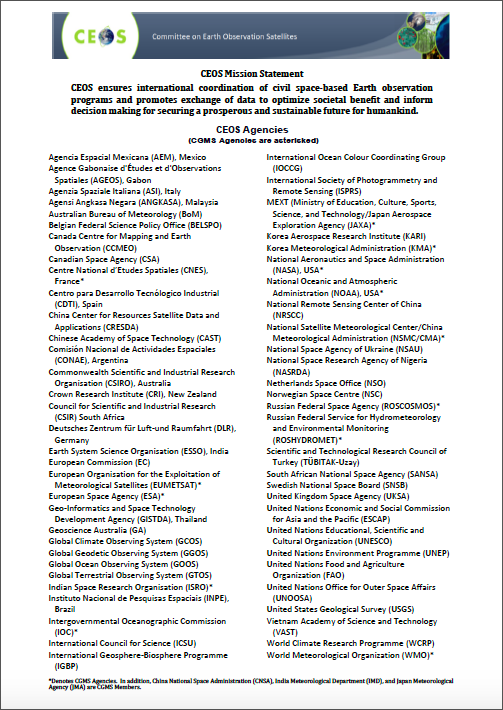 CEOS
Committee on Earth Observation Satellites
CEOS Mission Statement
CEOS ensures international coordination of civil space-based Earth observation
programs and promotes exchange of data to optimize societal benefit and inform
decision making for securing a prosperous and sustainable future for humankind.
CEOS Agencies
(CGMS Agencies are asterisked)
Agencia Espacial Mexicana (AEM), Mexico
Agence Gabonaise d'Études et d'Observations
Spatiales (AGEOS), Gabon
Agenzia Spaziale Italiana (ASI), Italy
Agensi Angkasa Negara (ANGKASA), Malaysia
Australian Bureau of Meteorology (BoM)
Belgian Federal Science Policy Office (BELSPO)
Canada Centre for Mapping and Earth
Observation (CCMEO)
Canadian Space Agency (CSA)
Centre National d'Etudes Spatiales (CNES),
France*
Centro para Desarrollo Tecnólogico Industrial
(CDTI), Spain
China Center for Resources Satellite Data and
Applications (CRESDA)
Chinese Academy of Space Technology (CAST)
Comisión Nacional de Actividades Espaciales
(CONAE), Argentina
Commonwealth Scientific and Industrial Research
Organisation (CSIRO), Australia
Crown Research Institute (CRI), New Zealand
Council for Scientific and Industrial Research
(CSIR) South Africa
Deutsches Zentrum für Luft-und Raumfahrt (DLR),
Germany
Earth System Science Organisation (ESSO), India
European Commission (EC)
European Organisation for the Exploitation of
Meteorological Satellites (EUMETSAT)*
European Space Agency (ESA)*
Geo-Informatics and Space Technology
Development Agency (GISTDA), Thailand
Geoscience Australia (GA)
Global Climate Observing System (GCOS)
Global Geodetic Observing System (GGOS)
Global Ocean Observing System (GOOS)
Global Terrestrial Observing System (GTOS)
Indian Space Research Organisation (ISRO)*
Instituto Nacional de Pesquisas Espaciais (INPE),
Brazil
Intergovernmental Oceanographic Commission
(IOC)*
International Council for Science (ICSU)
International Geosphere-Biosphere Programme
(IGBP)
International Ocean Colour Coordinating Group
(IOCCG)
International Society of Photogrammetry and
Remote Sensing (ISPRS)
MEXT (Ministry of Education, Culture, Sports,
Science, and Technology/Japan Aerospace
Exploration Agency (JAXA)*
Korea Aerospace Research Institute (KARI)
Korea Meteorological Administration (KMA)*
National Aeronautics and Space Administration
(NASA), USA*
National Oceanic and Atmospheric
Administration (NOAA), USA*
National Remote Sensing Center of China
(NRSCC)
National Satellite Meteorological Center/China
Meteorological Administration (NSMC/CMA)*
National Space Agency of Ukraine (NSAU)
National Space Research Agency of Nigeria
(NASRDA)
Netherlands Space Office (NSO)
Norwegian Space Centre (NSC)
Russian Federal Space Agency (ROSCOSMOS)*
Russian Federal Service for Hydrometeorology
and Environmental Monitoring
(ROSHYDROMET)*
Scientific and Technological Research Council of
Turkey (TÜBITAK-Uzay)
South African National Space Agency (SANSA)
Swedish National Space Board (SNSB)
United Kingdom Space Agency (UKSA)
United Nations Economic and Social Commission
for Asia and the Pacific (ESCAP)
United Nations Educational, Scientific and
Cultural Organization (UNESCO)
United Nations Environment Programme (UNEP)
United Nations Food and Agriculture
Organization (FAO)
United Nations Office for Outer Space Affairs
(UNOOSA)
United States Geological Survey (USGS)
Vietnam Academy of Science and Technology
(VAST)
World Climate Research Programme (WCRP)
World Meteorological Organization (WMO)*
*Denotes CGMS Agencies. In addition, China National Space Administration (CNSA), India Meteorological Department (IMD), and Japan Meteorological
Agency (JMA) are CGMS Members.